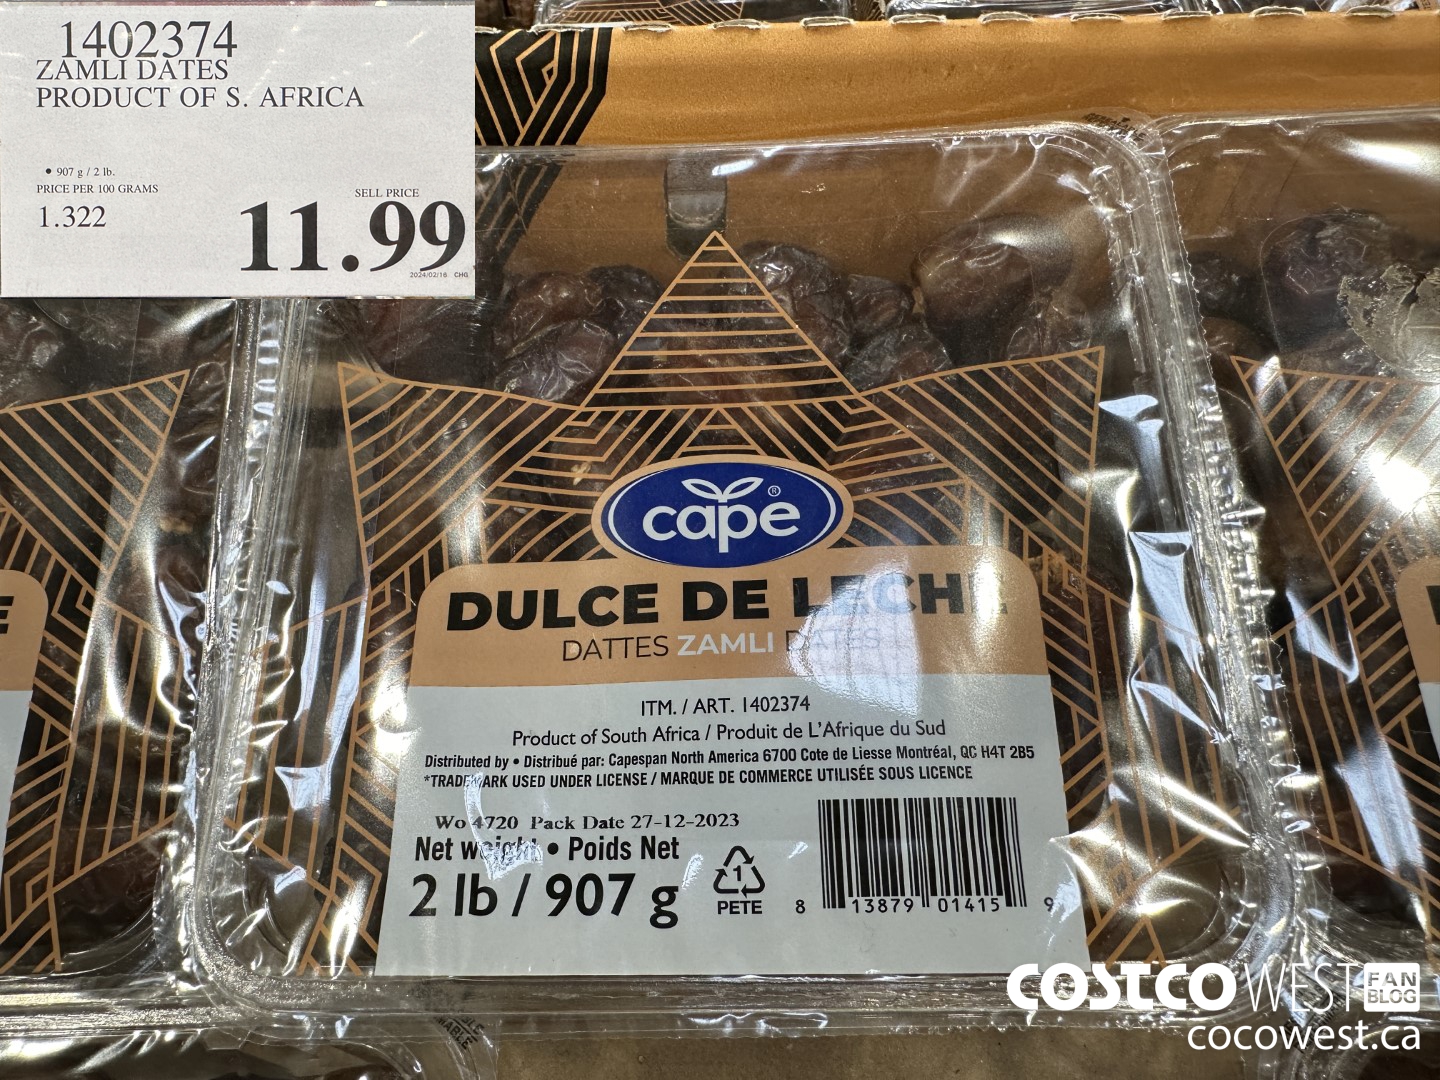 1402374
ZAMLI DATES
PRODUCT OF S. AFRICA
• 907 g / 2 lb.
PRICE PER 100 GRAMS
1.322
SELL PRICE
11.99
2024/02/16 CHG
cape ®
DULCE DE LECHE
DATTES ZAMLI DATES
ITM. / ART. 1402374
Product of South Africa / Produit de L'Afrique du Sud
Distributed by • Distribué par: Capespan North America 6700 Cote de Liesse Montréal, QC H4T 2B5
*TRADEMARK USED UNDER LICENSE / MARQUE DE COMMERCE UTILISÉE SOUS LICENCE
Wo 4720 Pack Date 27-12-2023
Net weight • Poids Net
2 lb / 907 g
1
PETE
8 13879 01415 9
COSTCO WEST FAN BLOG
cocowest.ca